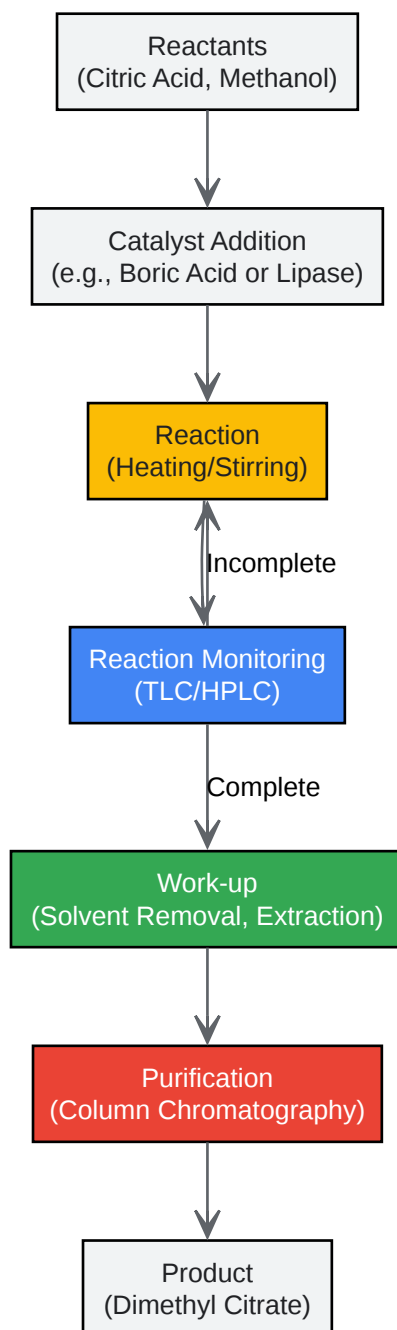 Reactants
(Citric Acid, Methanol)
Catalyst Addition
(e.g., Boric Acid or Lipase)
Reaction
(Heating/Stirring)
Incomplete
Reaction Monitoring
(TLC/HPLC)
Complete
Work-up
(Solvent Removal, Extraction)
Purification
(Column Chromatography)
Product
(Dimethyl Citrate)